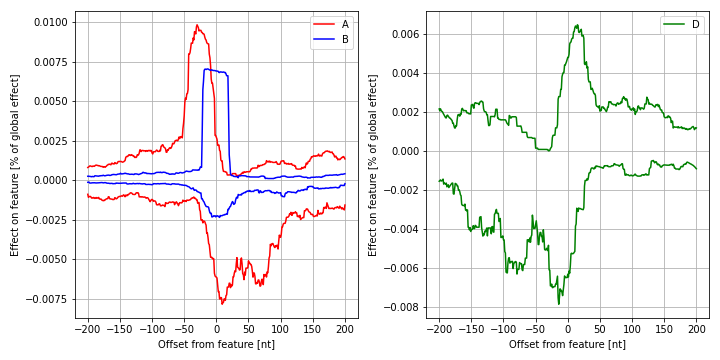 0.0100
0.0075
0.0050
0.0025
0.0000
−0.0025
−0.0050
−0.0075
Effect on feature [% of global effect]
A
B
−200 −150 −100 −50 0 50 100 150 200
Offset from feature [nt]
0.006
0.004
0.002
0.000
−0.002
−0.004
−0.006
−0.008
Effect on feature [% of global effect]
D
−200 −150 −100 −50 0 50 100 150 200
Offset from feature [nt]